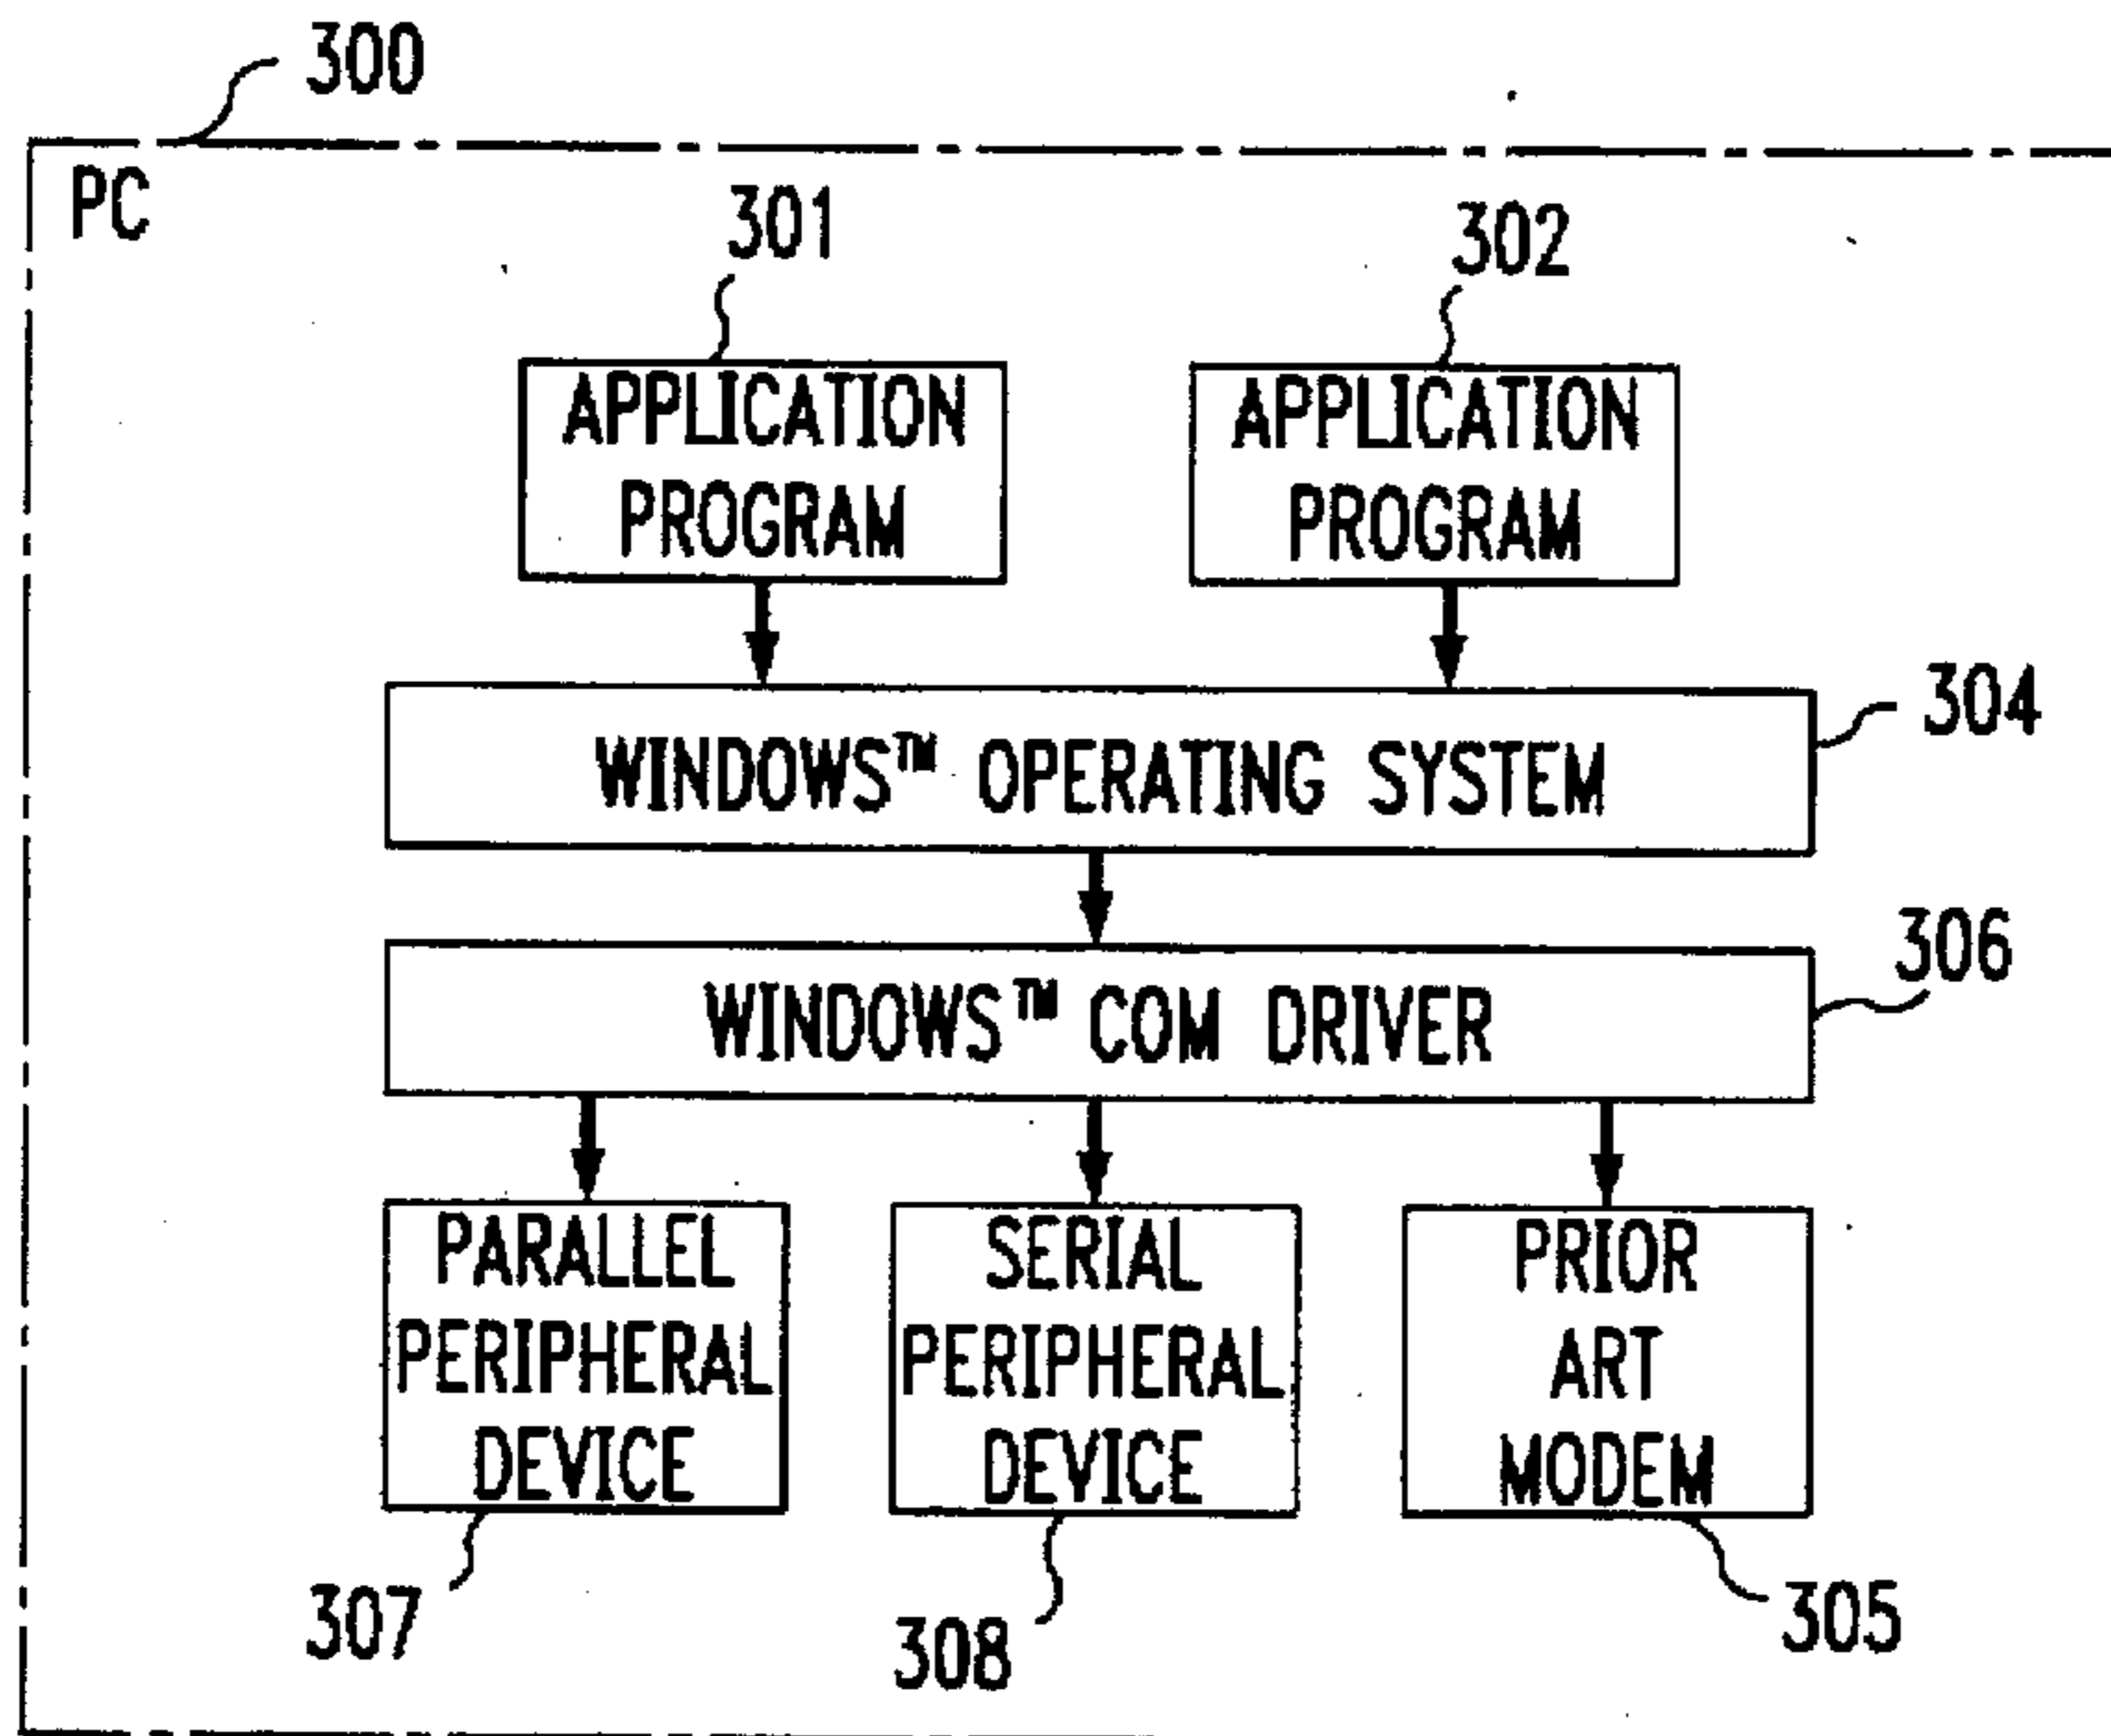 300
PC
301
302
APPLICATION
PROGRAM
APPLICATION
PROGRAM
304
WINDOWS™ OPERATING SYSTEM
306
WINDOWS™ COM DRIVER
PARALLEL
PERIPHERAL
DEVICE
SERIAL
PERIPHERAL
DEVICE
PRIOR
ART
MODEM
307
308
305